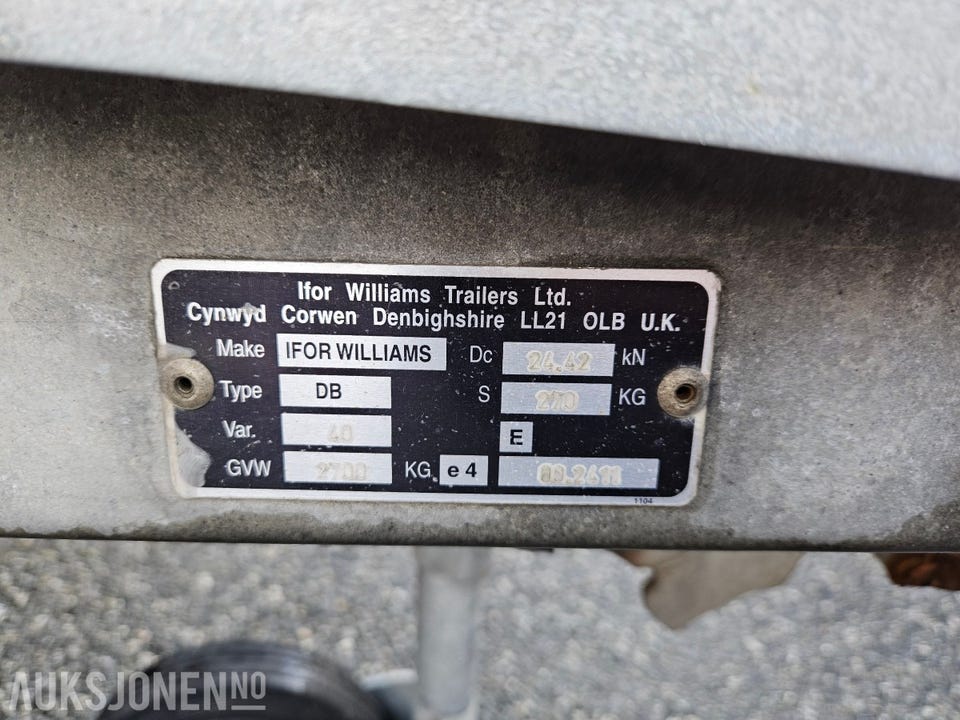 Ifor Williams Trailers Ltd.
Cynwyd Corwen Denbighshire LL21 OLB U.K.
Make IFOR WILLIAMS Dc 24.42 kN
Type DB S 270 KG
Var. 40 E
GVW 2700 KG e4
1104
AUKSJONEN NO